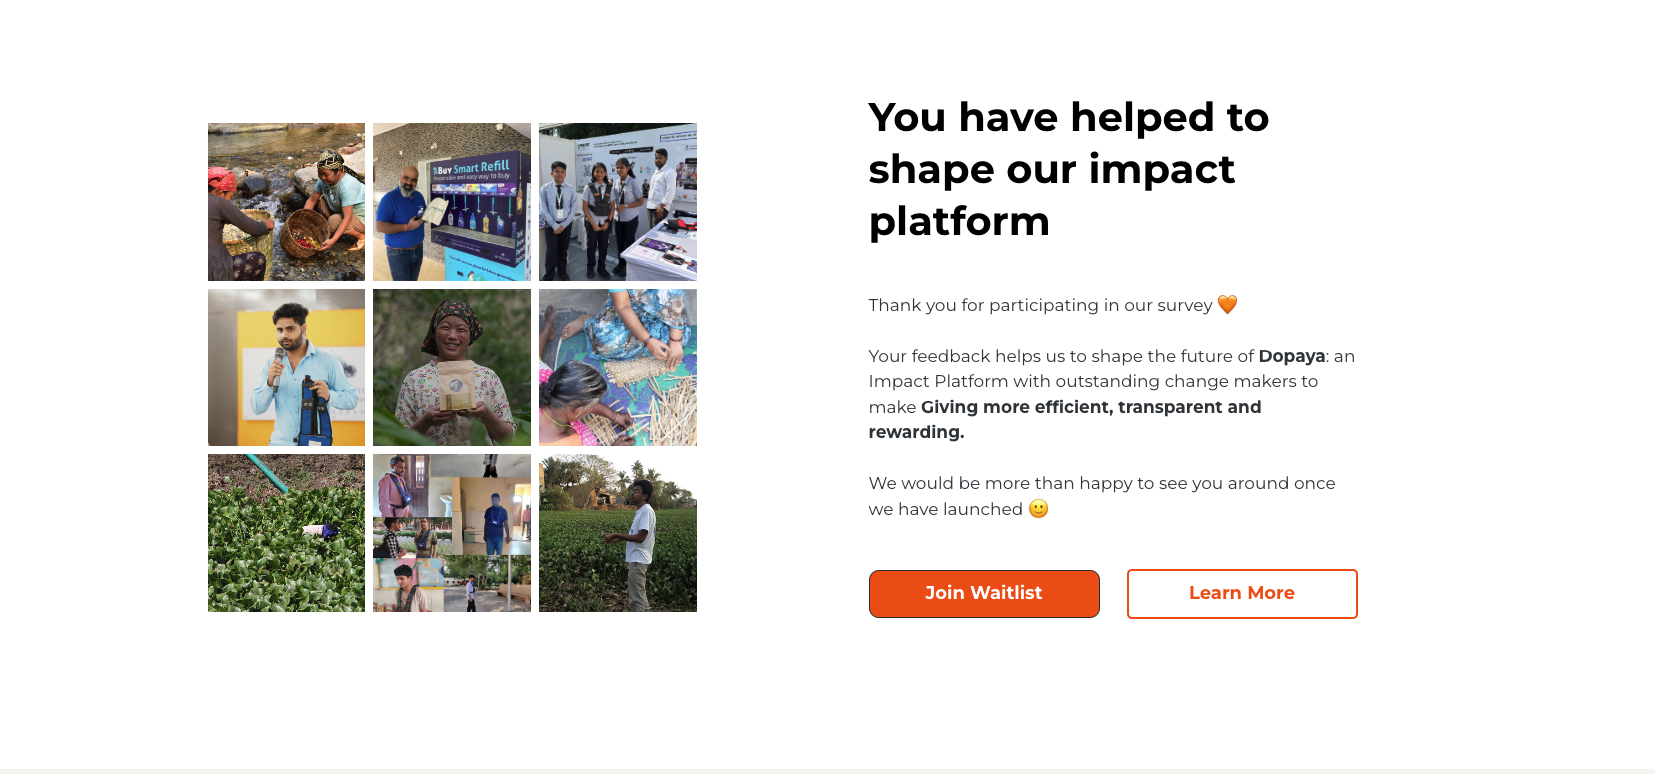 You have helped to
shape our impact
platform
Thank you for participating in our survey 🧡
Your feedback helps us to shape the future of Dopaya: an
Impact Platform with outstanding change makers to
make Giving more efficient, transparent and
rewarding.
We would be more than happy to see you around once
we have launched 🙂
Join Waitlist
Learn More
Buy Smart Refill